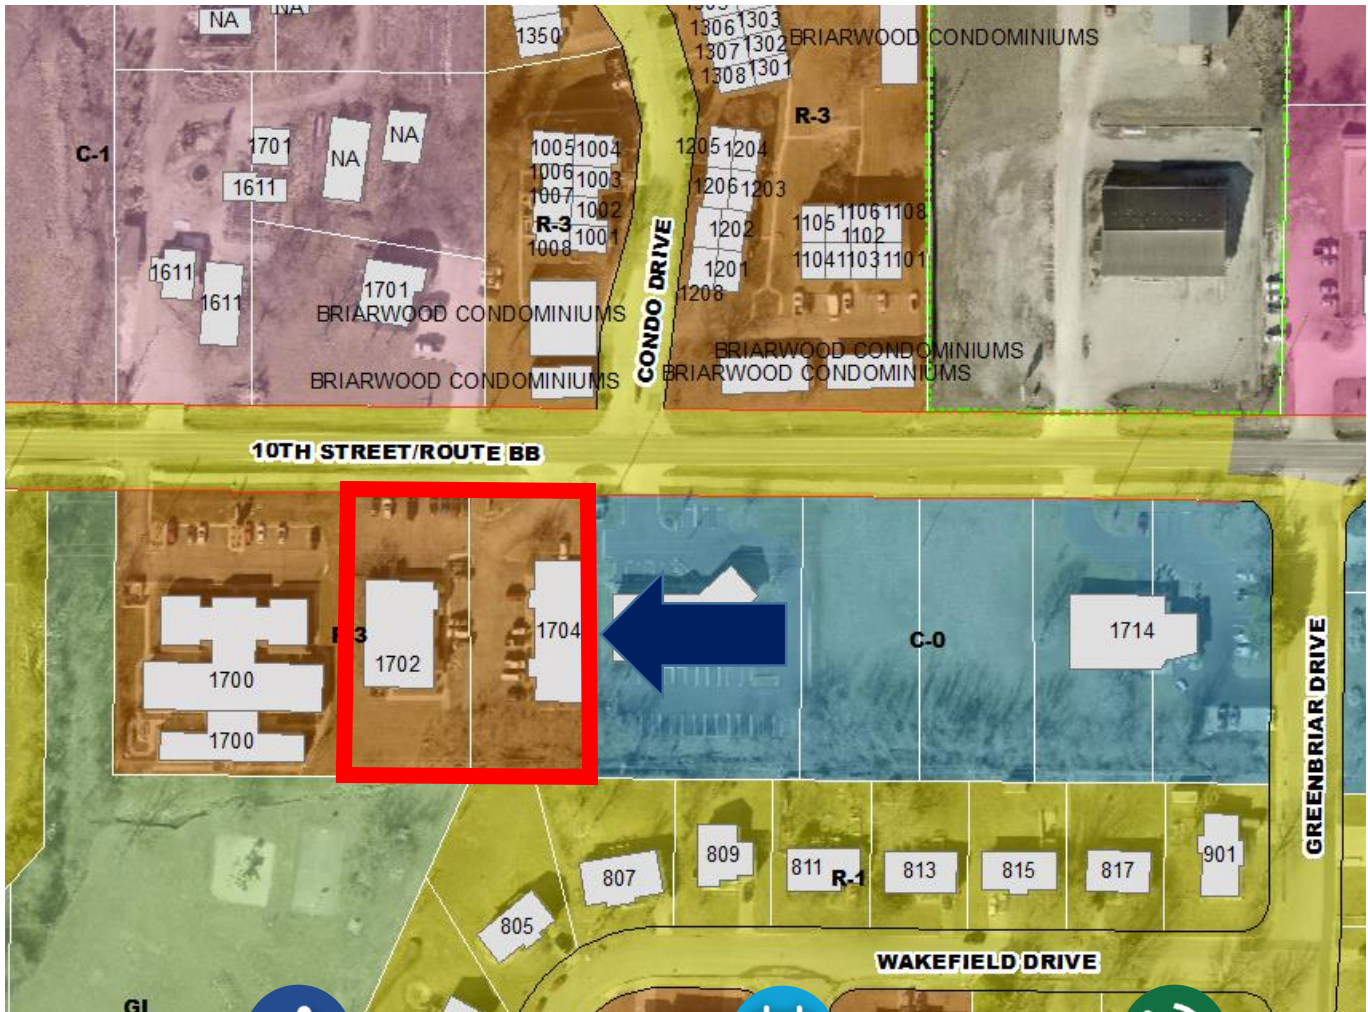 NA
NA
1350
1303
1306
1303
1307
1302
1308
1301
BRIARWOOD CONDOMINIUMS
R-3
C-1
1701
NA
NA
1611
1005
1004
1006
1003
1007
1002
R-3
1001
1008
1205
1204
1206
1203
1202
1201
1208
1105
1106
1108
1102
1104
1103
1101
1611
1611
1701
BRIARWOOD CONDOMINIUMS
BRIARWOOD CONDOMINIUMS
CONDO DRIVE
BRIARWOOD CONDOMINIUMS
BRIARWOOD CONDOMINIUMS
10TH STREET/ROUTE BB
1700
1700
1702
1704
C-0
1714
GREENBRIAR DRIVE
805
807
809
811
R-1
813
815
817
901
WAKEFIELD DRIVE
GI